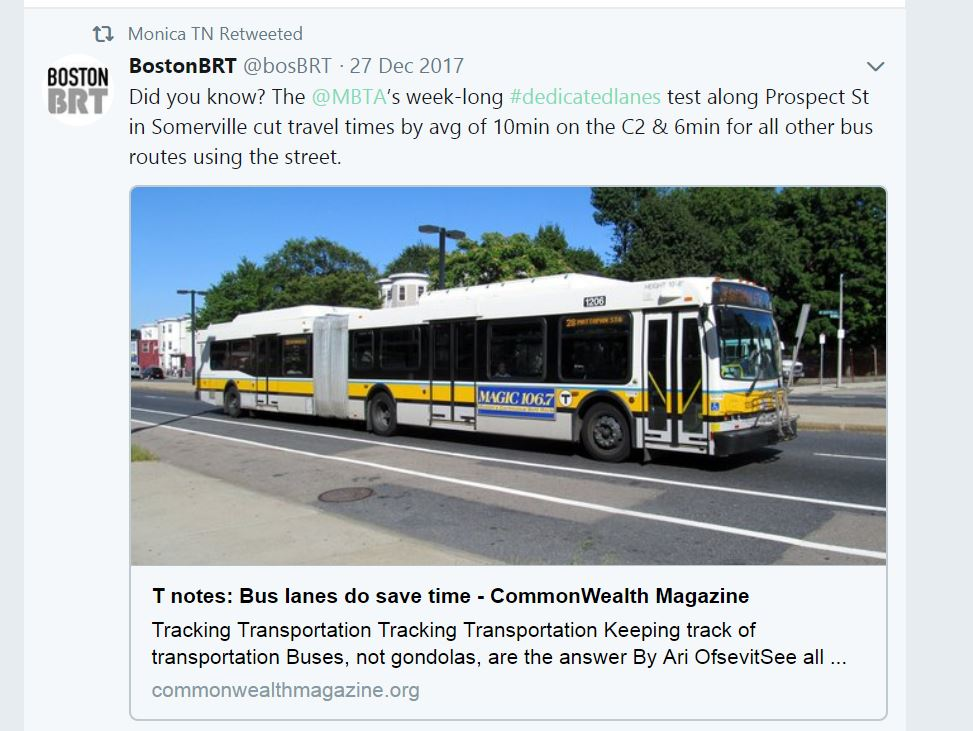 Monica TN Retweeted
BOSTON
BRT
BostonBRT @bosBRT · 27 Dec 2017
Did you know? The @MBTA's week-long #dedicatedlanes test along Prospect St
in Somerville cut travel times by avg of 10min on the C2 & 6min for all other bus
routes using the street.
1206
28 MATTAPAN STA
MAGIC 106.7
T
T notes: Bus lanes do save time - CommonWealth Magazine
Tracking Transportation Tracking Transportation Keeping track of
transportation Buses, not gondolas, are the answer By Ari OfsevitSee all ...
commonwealthmagazine.org